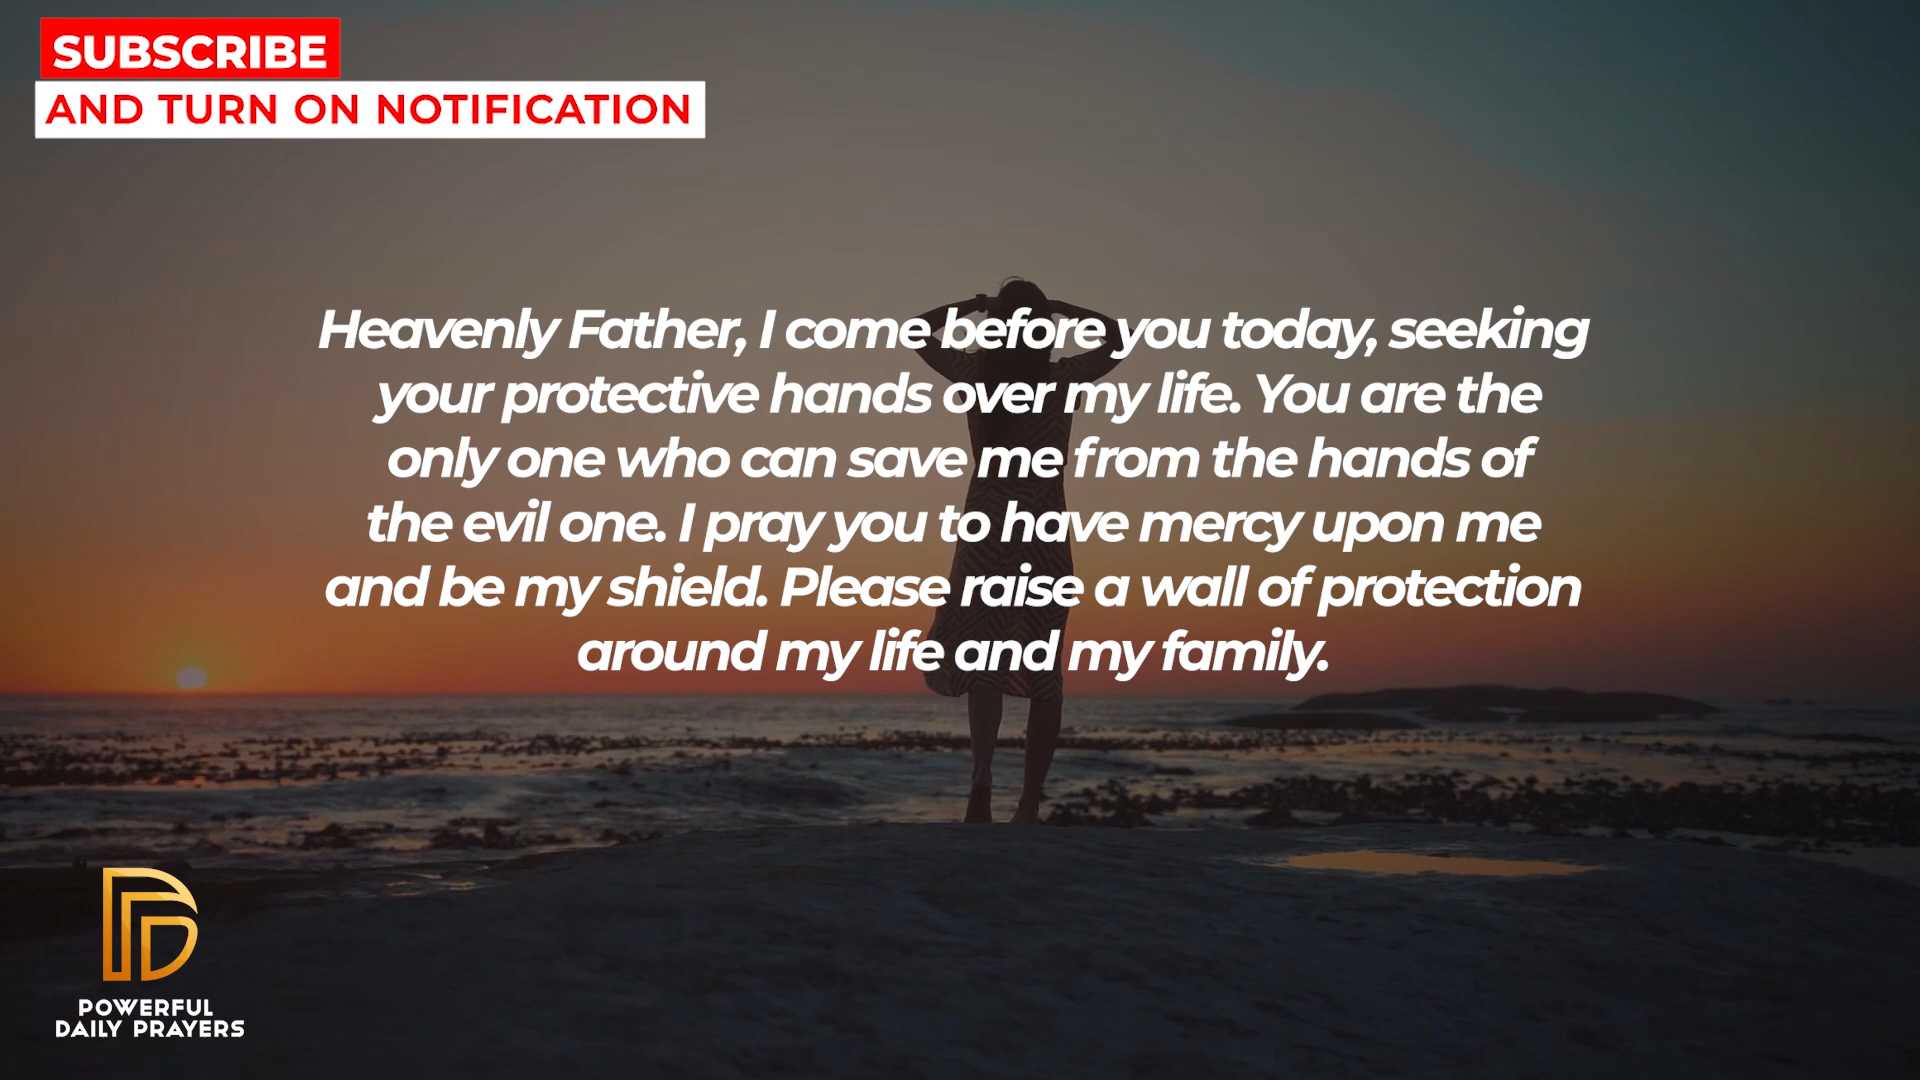 SUBSCRIBE
AND TURN ON NOTIFICATION
Heavenly Father, I come before you today, seeking
your protective hands over my life. You are the
only one who can save me from the hands of
the evil one. I pray you to have mercy upon me
and be my shield. Please raise a wall of protection
around my life and my family.
POWERFUL
DAILY PRAYERS